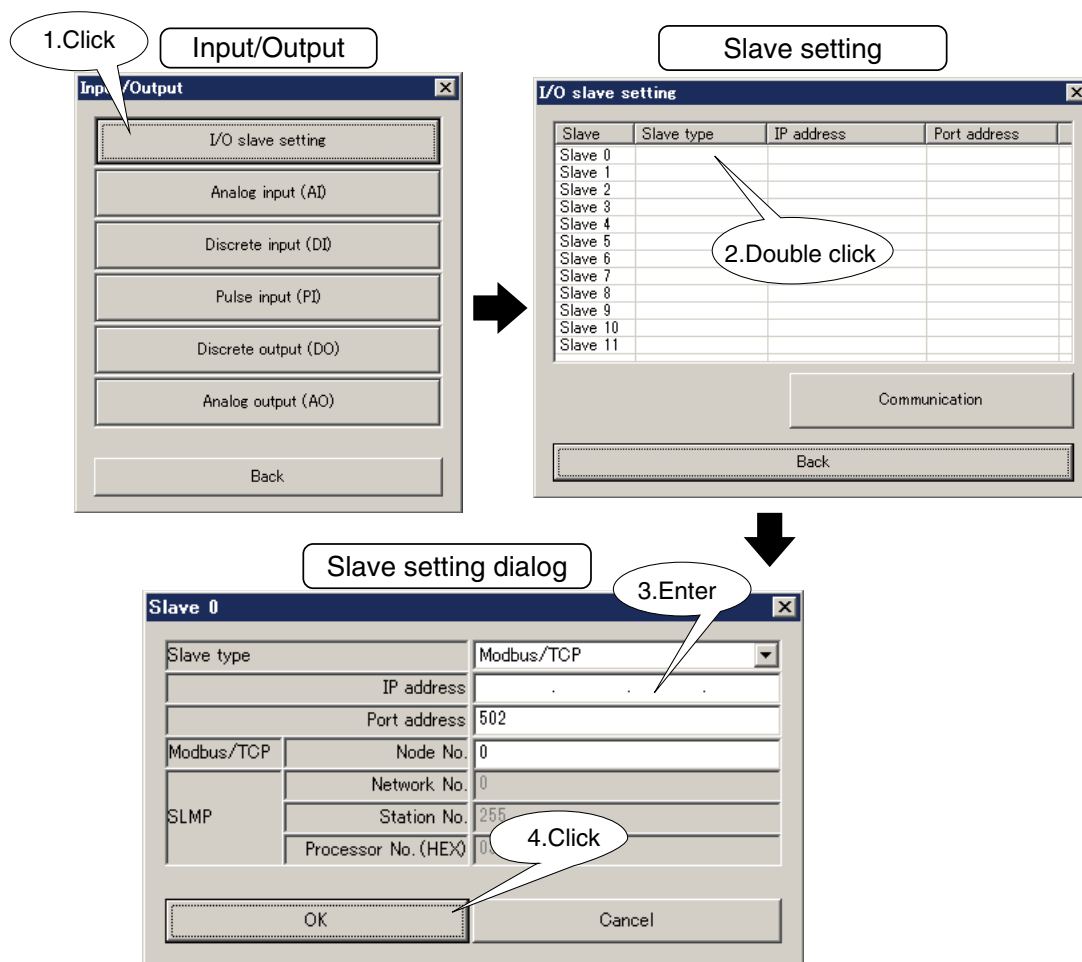 1.Click
Input/Output
Input/Output
I/O slave setting
Analog input (AI)
Discrete input (DI)
Pulse input (PI)
Discrete output (DO)
Analog output (AO)
Back
Slave setting
I/O slave setting
Slave Slave type IP address Port address
Slave 0
Slave 1
Slave 2
Slave 3
Slave 4
Slave 5
Slave 6
Slave 7
Slave 8
Slave 9
Slave 10
Slave 11
2.Double click
Communication
Back
Slave setting dialog
3.Enter
Slave 0
Slave type Modbus/TCP
IP address . . .
Port address 502
Modbus/TCP Node No. 0
Network No. 0
SLMP Station No. 255
Processor No. (HEX)
4.Click
OK Cancel